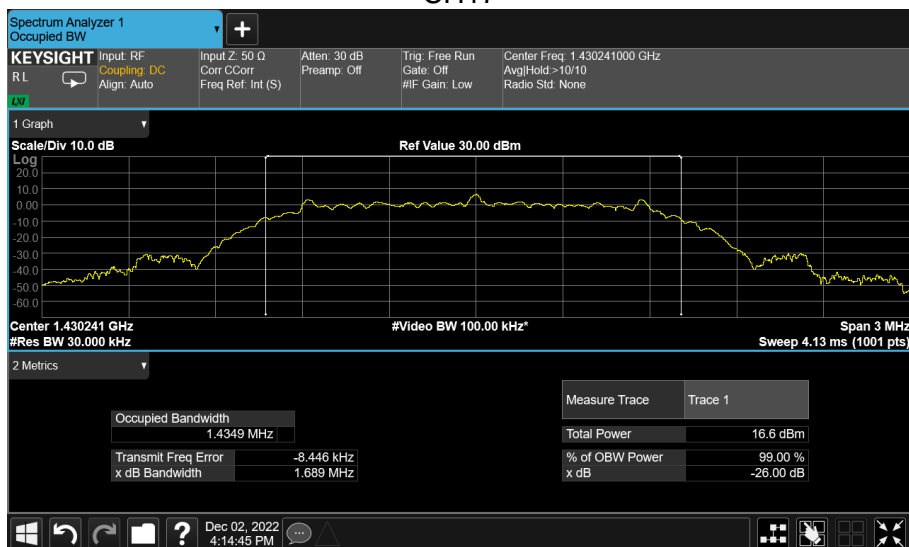 Spectrum Analyzer 1
Occupied BW
KEYSIGHT
RL
LXI
Input: RF
Coupling: DC
Align: Auto
Input Z: 50 Ω
Corr CCorr
Freq Ref: Int (S)
Atten: 30 dB
Preamp: Off
Trig: Free Run
Gate: Off
#IF Gain: Low
Center Freq: 1.430241000 GHz
Avg|Hold:>10/10
Radio Std: None
1 Graph
Scale/Div 10.0 dB
Ref Value 30.00 dBm
Log
20.0
10.0
0.00
-10.0
-20.0
-30.0
-40.0
-50.0
-60.0
Center 1.430241 GHz
#Video BW 100.00 kHz*
Span 3 MHz
#Res BW 30.000 kHz
Sweep 4.13 ms (1001 pts)
2 Metrics
Measure Trace Trace 1
Occupied Bandwidth
1.4349 MHz
Total Power 16.6 dBm
Transmit Freq Error -8.446 kHz
% of OBW Power 99.00 %
x dB Bandwidth 1.689 MHz
x dB -26.00 dB
?
Dec 02, 2022
4:14:45 PM